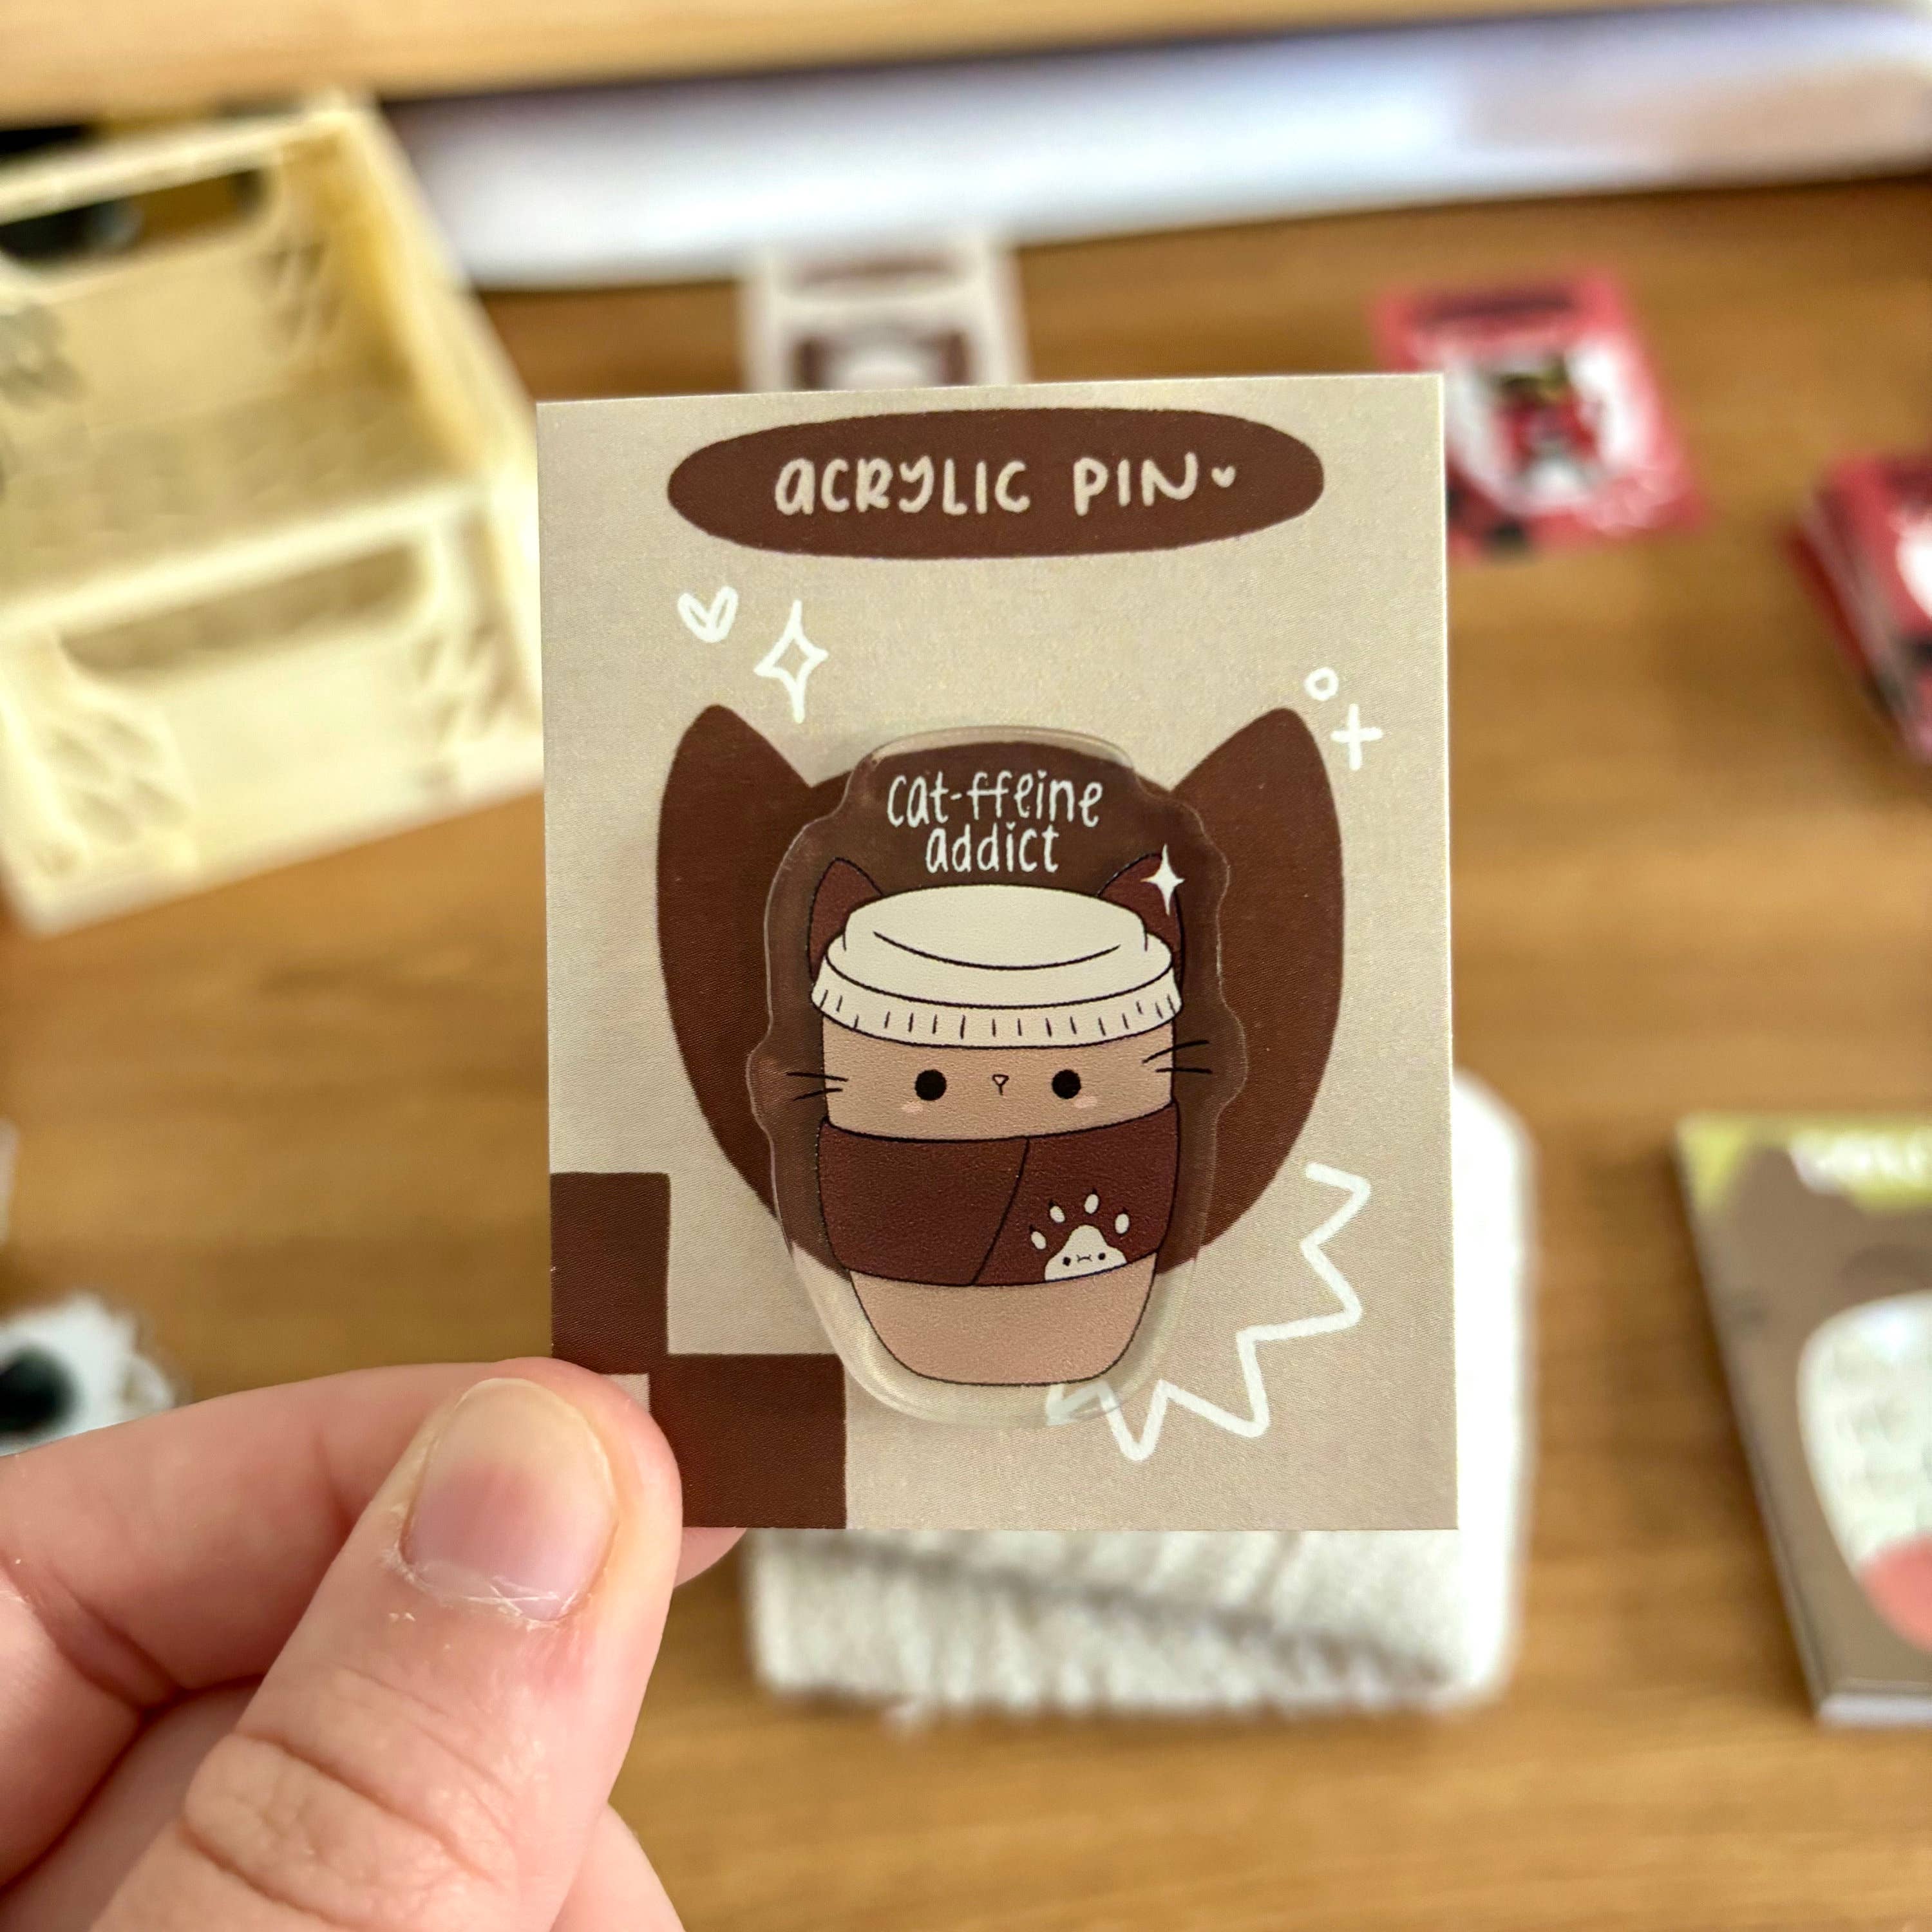 ACRYLIC PIN
cat-ffeine
addict